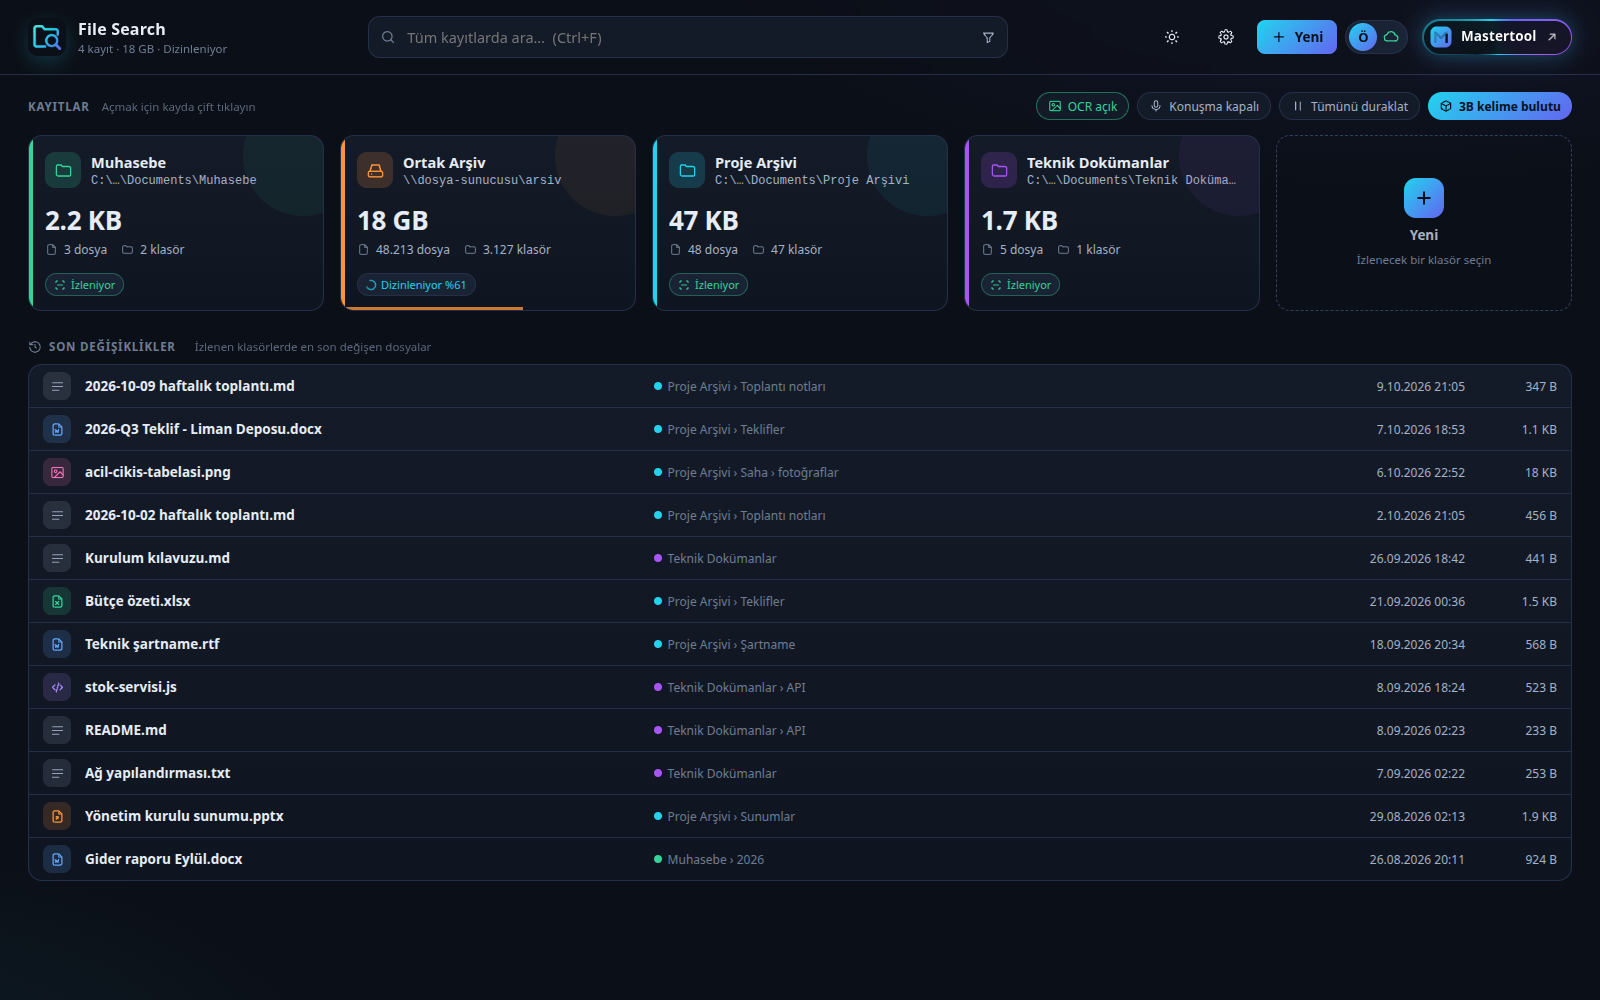 File Search
4 kayıt · 18 GB · Dizinleniyor
Tüm kayıtlarda ara... (Ctrl+F)
+ Yeni
Ö
M
Mastertool ↗
KAYITLAR Açmak için kayda çift tıklayın
OCR açık
Konuşma kapalı
Tümünü duraklat
3B kelime bulutu
Muhasebe
C:\…\Documents\Muhasebe
2.2 KB
3 dosya 2 klasör
İzleniyor
Ortak Arşiv
\\dosya-sunucusu\arsiv
18 GB
48.213 dosya 3.127 klasör
Dizinleniyor %61
Proje Arşivi
C:\…\Documents\Proje Arşivi
47 KB
48 dosya 47 klasör
İzleniyor
Teknik Dokümanlar
C:\…\Documents\Teknik Doküma…
1.7 KB
5 dosya 1 klasör
İzleniyor
+
Yeni
İzlenecek bir klasör seçin
SON DEĞİŞİKLİKLER İzlenen klasörlerde en son değişen dosyalar
2026-10-09 haftalık toplantı.md Proje Arşivi › Toplantı notları 9.10.2026 21:05 347 B
2026-Q3 Teklif - Liman Deposu.docx Proje Arşivi › Teklifler 7.10.2026 18:53 1.1 KB
acil-cikis-tabelasi.png Proje Arşivi › Saha › fotoğraflar 6.10.2026 22:52 18 KB
2026-10-02 haftalık toplantı.md Proje Arşivi › Toplantı notları 2.10.2026 21:05 456 B
Kurulum kılavuzu.md Teknik Dokümanlar 26.09.2026 18:42 441 B
Bütçe özeti.xlsx Proje Arşivi › Teklifler 21.09.2026 00:36 1.5 KB
Teknik şartname.rtf Proje Arşivi › Şartname 18.09.2026 20:34 568 B
stok-servisi.js Teknik Dokümanlar › API 8.09.2026 18:24 523 B
README.md Teknik Dokümanlar › API 8.09.2026 02:23 233 B
Ağ yapılandırması.txt Teknik Dokümanlar 7.09.2026 02:22 253 B
Yönetim kurulu sunumu.pptx Proje Arşivi › Sunumlar 29.08.2026 02:13 1.9 KB
Gider raporu Eylül.docx Muhasebe › 2026 26.08.2026 20:11 924 B